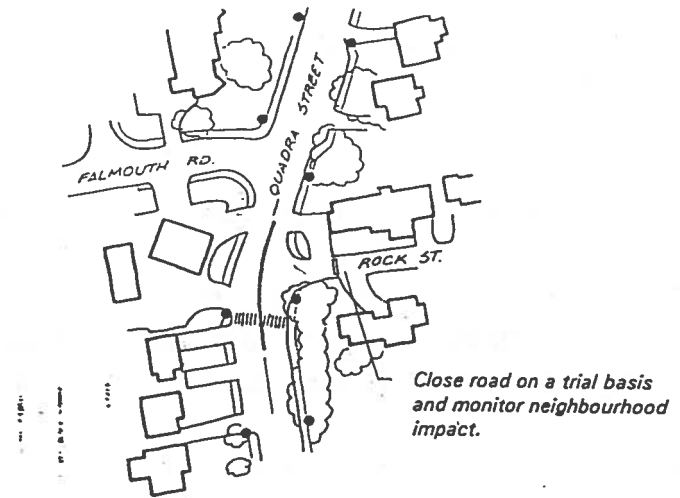 QUADRA STREET
FALMOUTH RD.
ROCK ST.
Close road on a trial basis
and monitor neighbourhood
impact.